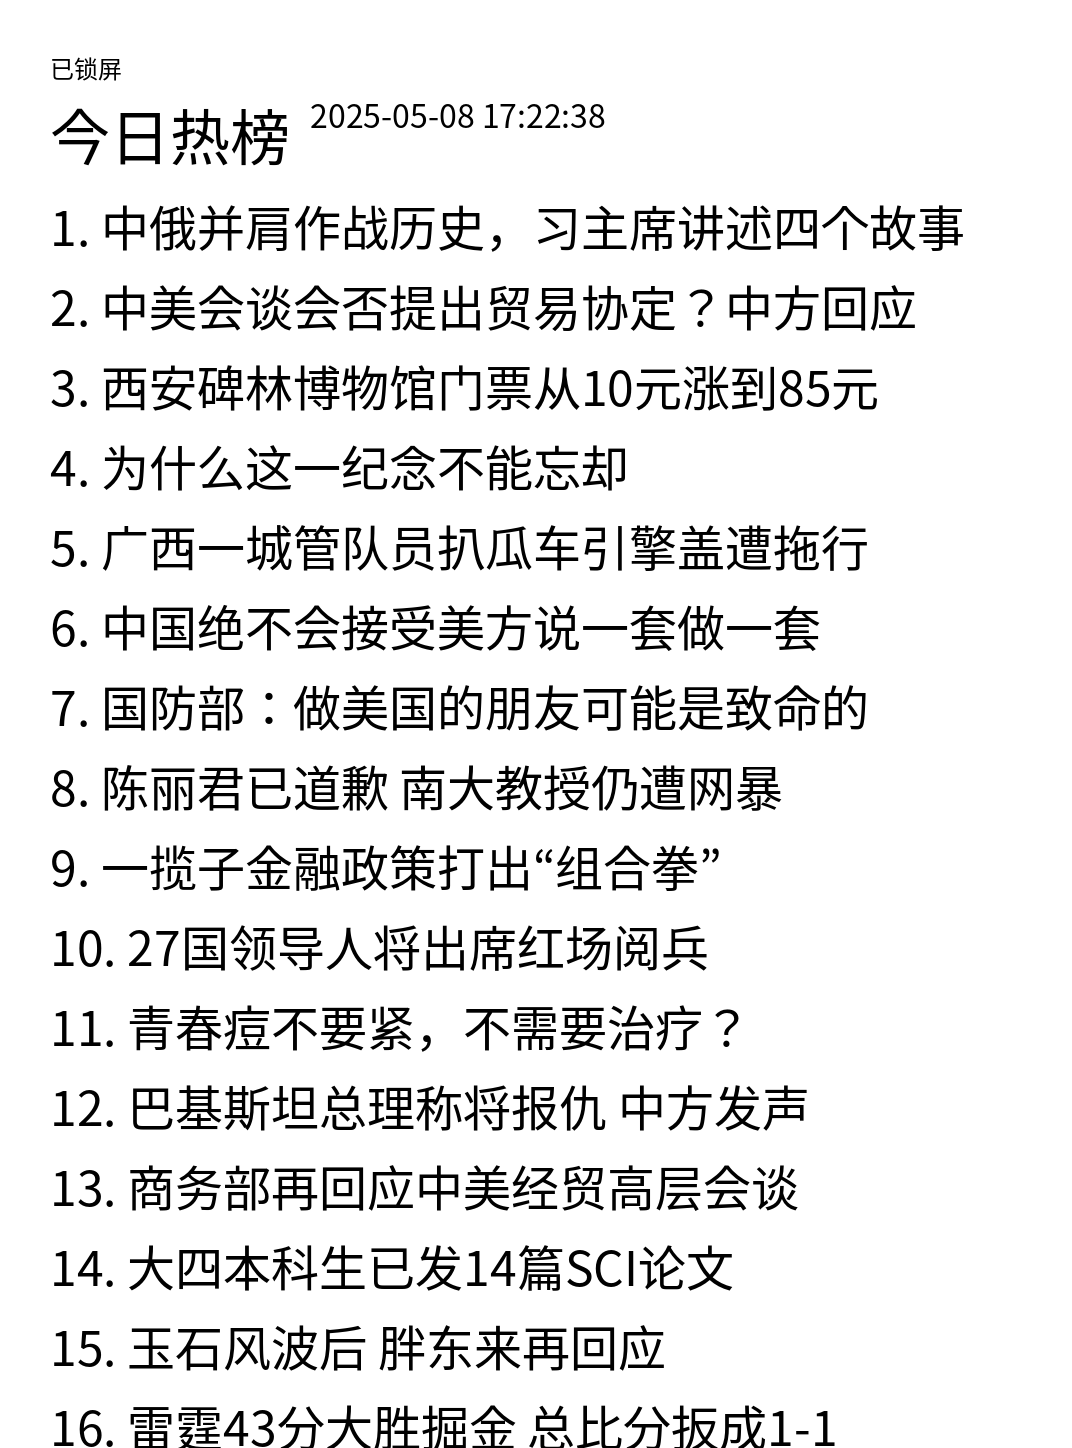 已锁屏
今日热榜 2025-05-08 17:22:38
1. 中俄并肩作战历史，习主席讲述四个故事
2. 中美会谈会否提出贸易协定？中方回应
3. 西安碑林博物馆门票从10元涨到85元
4. 为什么这一纪念不能忘却
5. 广西一城管队员扒瓜车引擎盖遭拖行
6. 中国绝不会接受美方说一套做一套
7. 国防部：做美国的朋友可能是致命的
8. 陈丽君已道歉 南大教授仍遭网暴
9. 一揽子金融政策打出“组合拳”
10. 27国领导人将出席红场阅兵
11. 青春痘不要紧，不需要治疗？
12. 巴基斯坦总理称将报仇 中方发声
13. 商务部再回应中美经贸高层会谈
14. 大四本科生已发14篇SCI论文
15. 玉石风波后 胖东来再回应
16. 雷霆43分大胜掘金 总比分扳成1-1